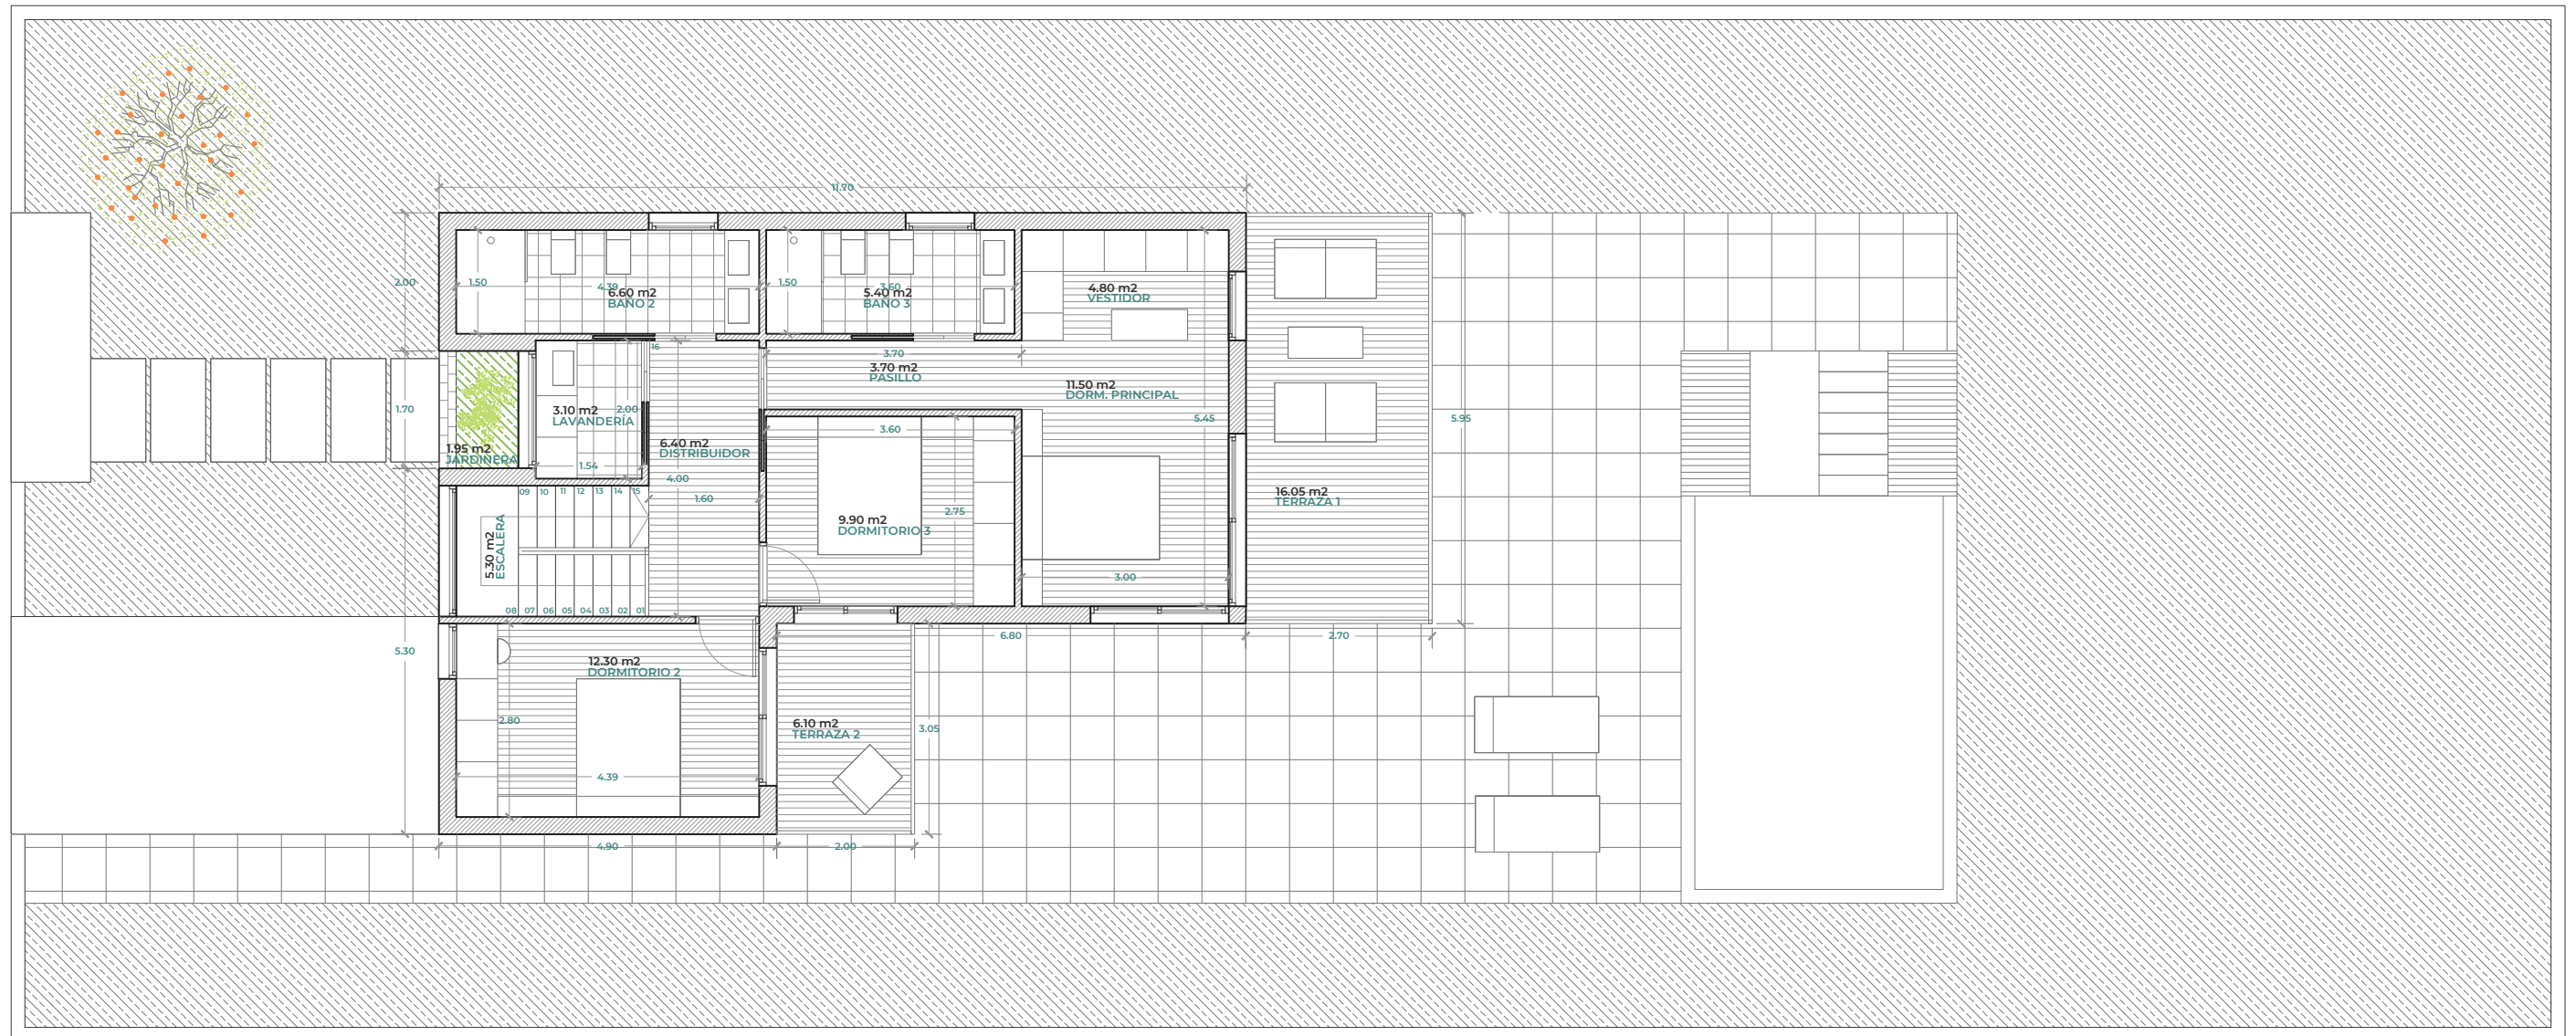 11.70
2.00
1.50
4.39
6.60 m2
BAÑO 2
1.50
3.60
5.40 m2
BAÑO 3
4.80 m2
VESTIDOR
16
3.70
3.70 m2
PASILLO
11.50 m2
DORM. PRINCIPAL
1.70
3.10 m2
2.00
LAVANDERÍA
5.45
5.95
3.60
6.40 m2
DISTRIBUIDOR
1.95 m2
JARDINERA
1.54
4.00
1.60
09
10
11
12
13
14
15
16.05 m2
TERRAZA 1
2.75
9.90 m2
DORMITORIO 3
5.30 m2
ESCALERA
3.00
08
07
06
05
04
03
02
01
6.80
2.70
5.30
12.30 m2
DORMITORIO 2
2.80
6.10 m2
TERRAZA 2
3.05
4.39
4.90
2.00